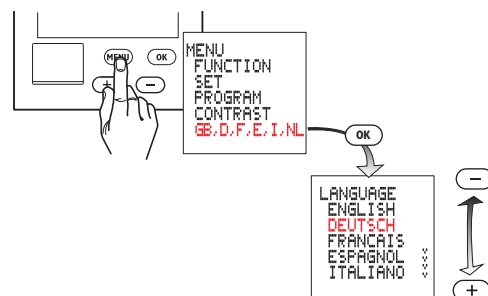 MENU
OK
+
−
MENU
FUNCTION
SET
PROGRAM
CONTRAST
GB,D,F,E,I,NL
OK
LANGUAGE
ENGLISH
DEUTSCH
FRANCAIS
ESPAGNOL
ITALIANO
−
+